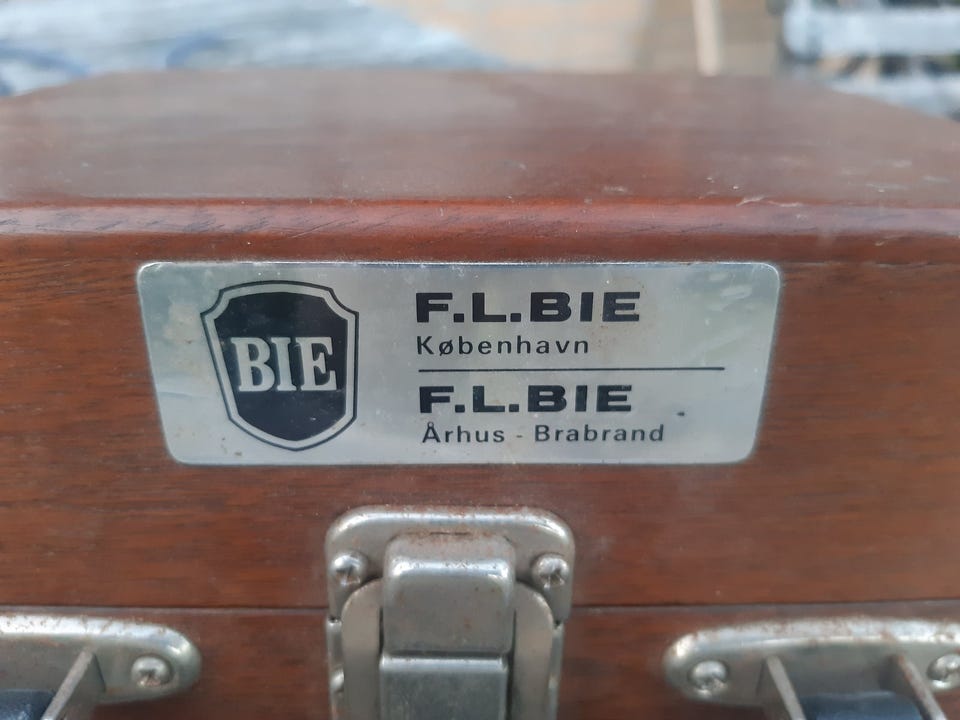 BIE
F.L.BIE
København
F.L.BIE
Århus - Brabrand